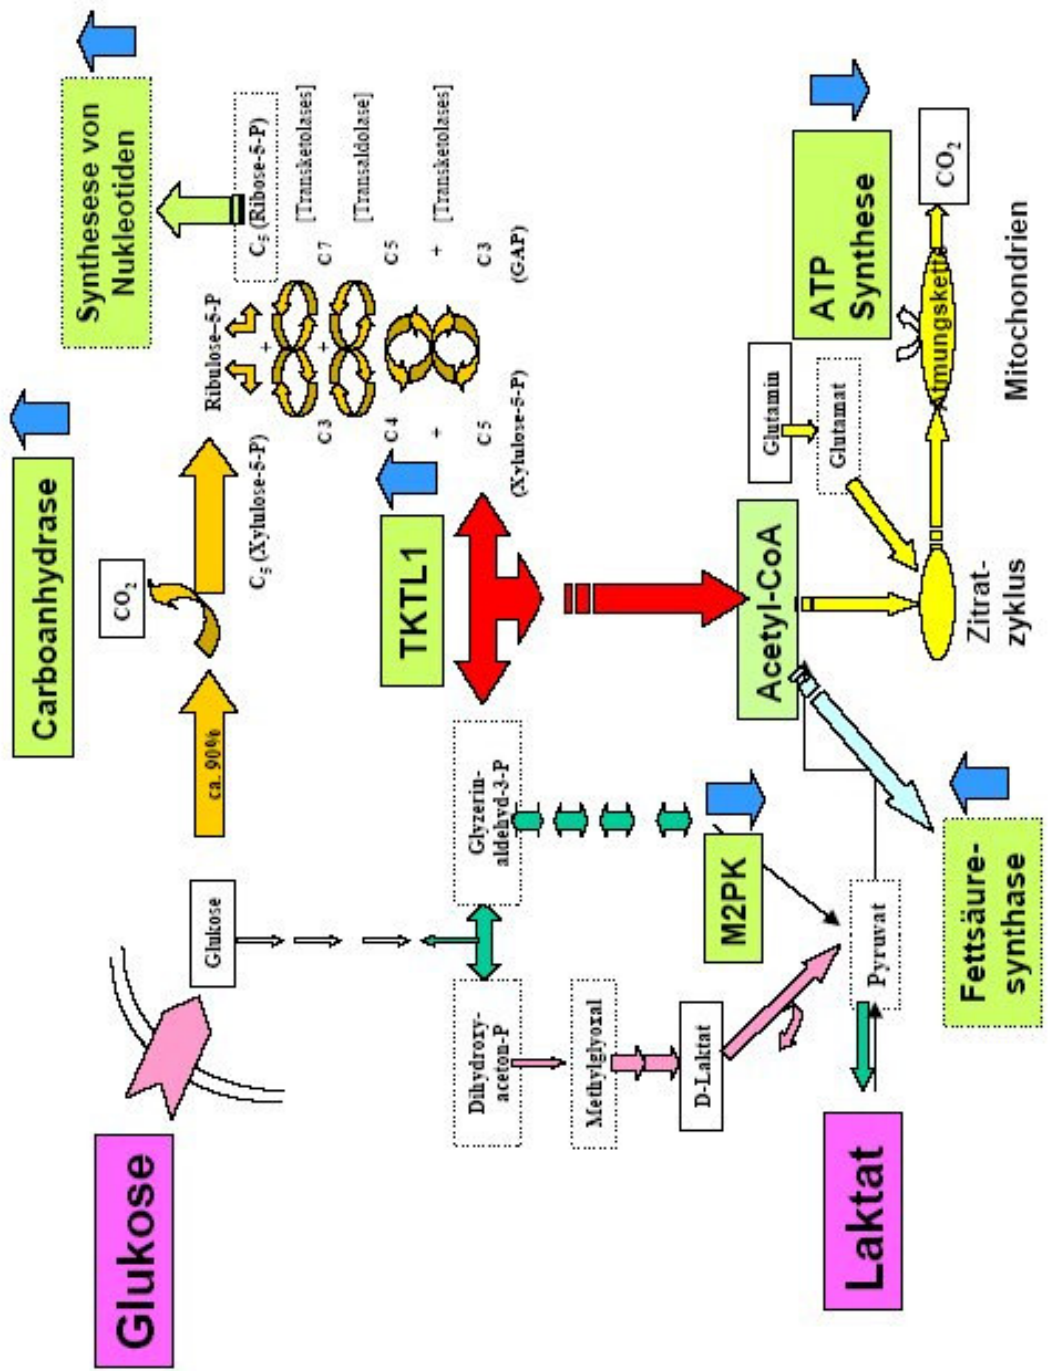 Glukose
Glukose
ca. 90%
CO2
Carboanhydrase
C5 (Xylulose-5-P)
Ribulose-5-P
Synthesese von
Nukleotiden
C5 (Ribose-5-P)
+
C3
C7
[Transketolases]
+
C4
C5
[Transaldolase]
+
+
[Transketolases]
C5
C3
(Xylulose-5-P)
(GAP)
TKTL1
Dihydroxy-
aceton-P
Glyzerin-
aldehyd-3-P
Methylglyoxal
D-Laktat
M2PK
Acetyl-CoA
Glutamin
Glutamat
ATP
Synthese
Laktat
Pyruvat
Atmungskette
CO2
Fettsäure-
synthase
Zitrat-
zyklus
Mitochondrien